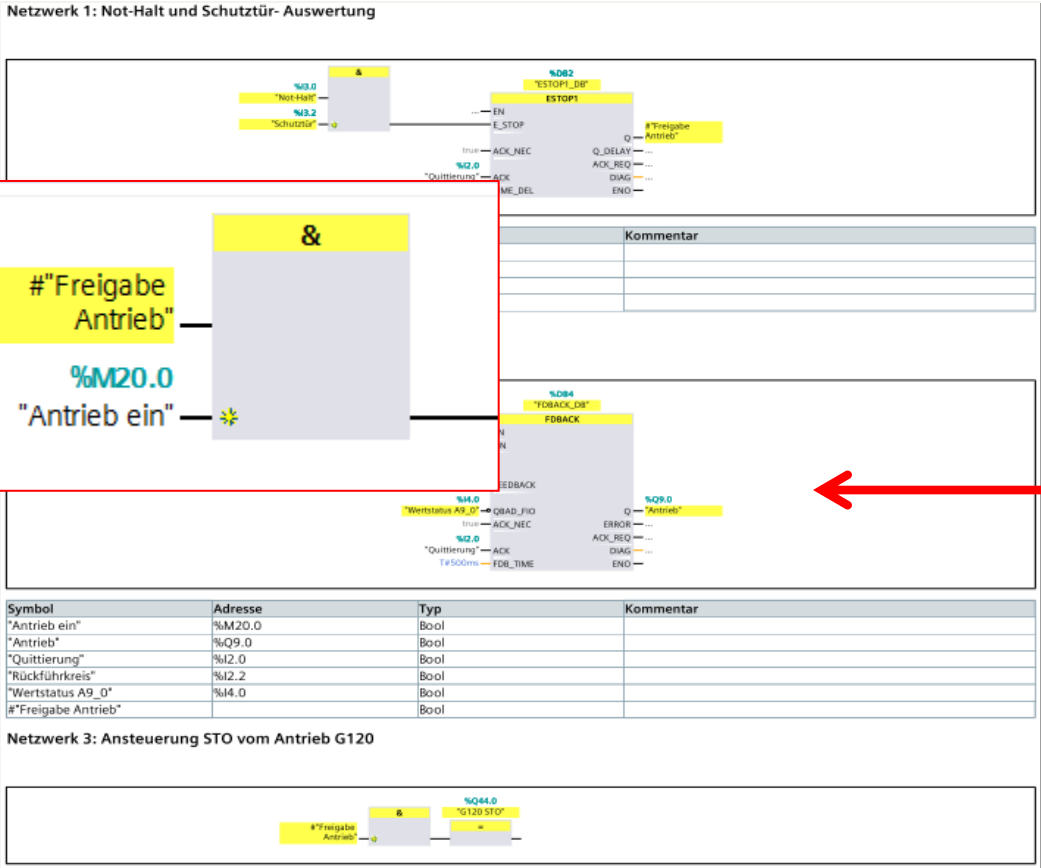 Netzwerk 1: Not-Halt und Schutztür- Auswertung
&
%I3.0
"Not-Halt"
%I3.2
"Schutztür"
%DB2
"ESTOP1_DB"
ESTOP1
... EN
E_STOP
true ACK_NEC
%I2.0
"Quittierung" ACK
ME_DEL
#"Freigabe
Q Antrieb"
Q_DELAY ...
ACK_REQ ...
DIAG ...
ENO
Kommentar
&
#"Freigabe
Antrieb"
%M20.0
"Antrieb ein"
%DB4
"FDBACK_DB"
FDBACK
N
N
EEDBACK
%I4.0
"Wertstatus A9_0" QBAD_FIO
true ACK_NEC
%I2.0
"Quittierung" ACK
T#500ms FDB_TIME
%Q9.0
Q "Antrieb"
ERROR ...
ACK_REQ ...
DIAG ...
ENO
Symbol Adresse Typ Kommentar
"Antrieb ein" %M20.0 Bool
"Antrieb" %Q9.0 Bool
"Quittierung" %I2.0 Bool
"Rückführkreis" %I2.2 Bool
"Wertstatus A9_0" %I4.0 Bool
#"Freigabe Antrieb" Bool
Netzwerk 3: Ansteuerung STO vom Antrieb G120
#"Freigabe
Antrieb"
&
%Q44.0
"G120 STO"
=